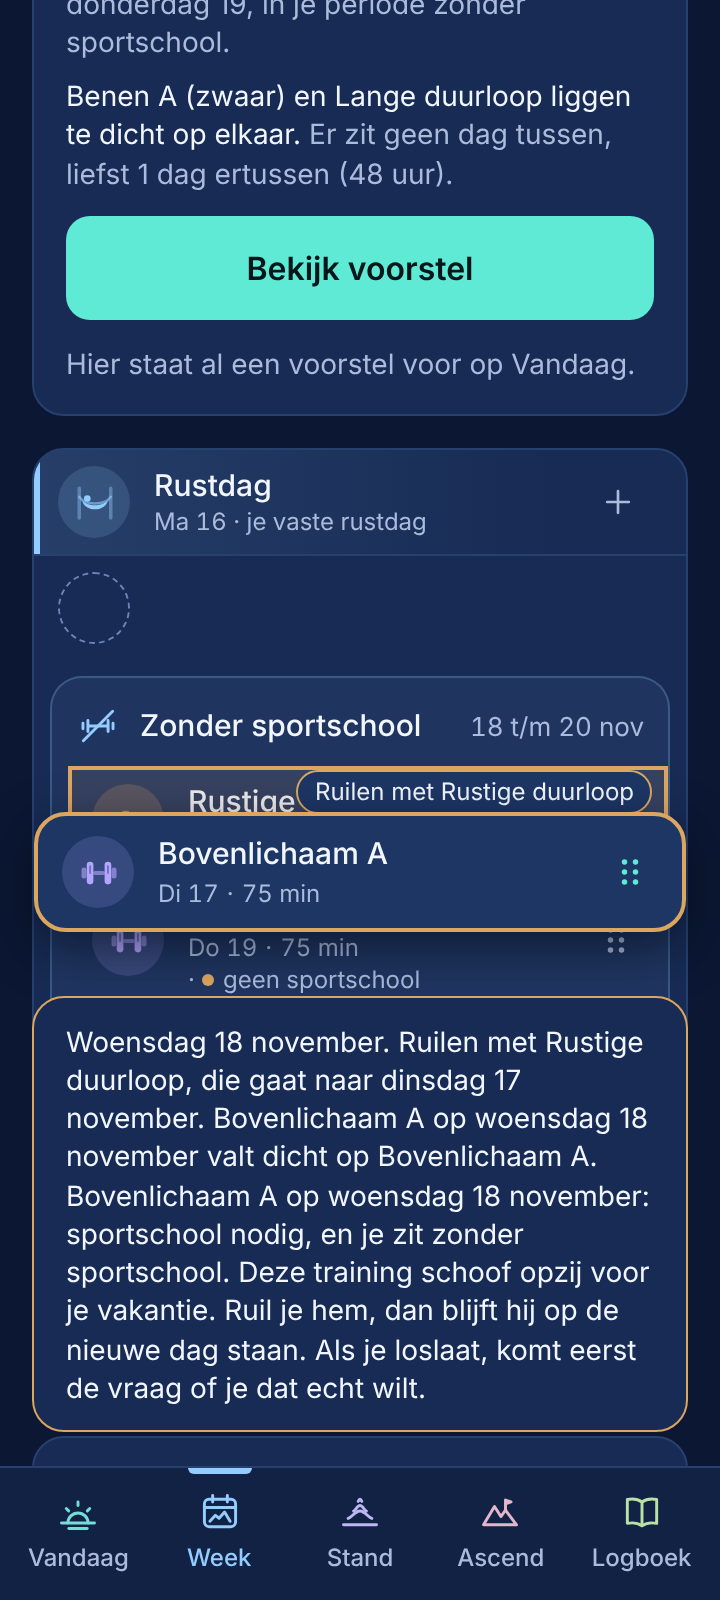 donderdag 19, in je periode zonder
sportschool.
Benen A (zwaar) en Lange duurloop liggen
te dicht op elkaar. Er zit geen dag tussen,
liefst 1 dag ertussen (48 uur).
Bekijk voorstel
Hier staat al een voorstel voor op Vandaag.
Rustdag
Ma 16 · je vaste rustdag
Zonder sportschool
18 t/m 20 nov
Rustige
Ruilen met Rustige duurloop
Bovenlichaam A
Di 17 · 75 min
Do 19 · 75 min
· geen sportschool
Woensdag 18 november. Ruilen met Rustige
duurloop, die gaat naar dinsdag 17
november. Bovenlichaam A op woensdag 18
november valt dicht op Bovenlichaam A.
Bovenlichaam A op woensdag 18 november:
sportschool nodig, en je zit zonder
sportschool. Deze training schoof opzij voor
je vakantie. Ruil je hem, dan blijft hij op de
nieuwe dag staan. Als je loslaat, komt eerst
de vraag of je dat echt wilt.
Vandaag
Week
Stand
Ascend
Logboek